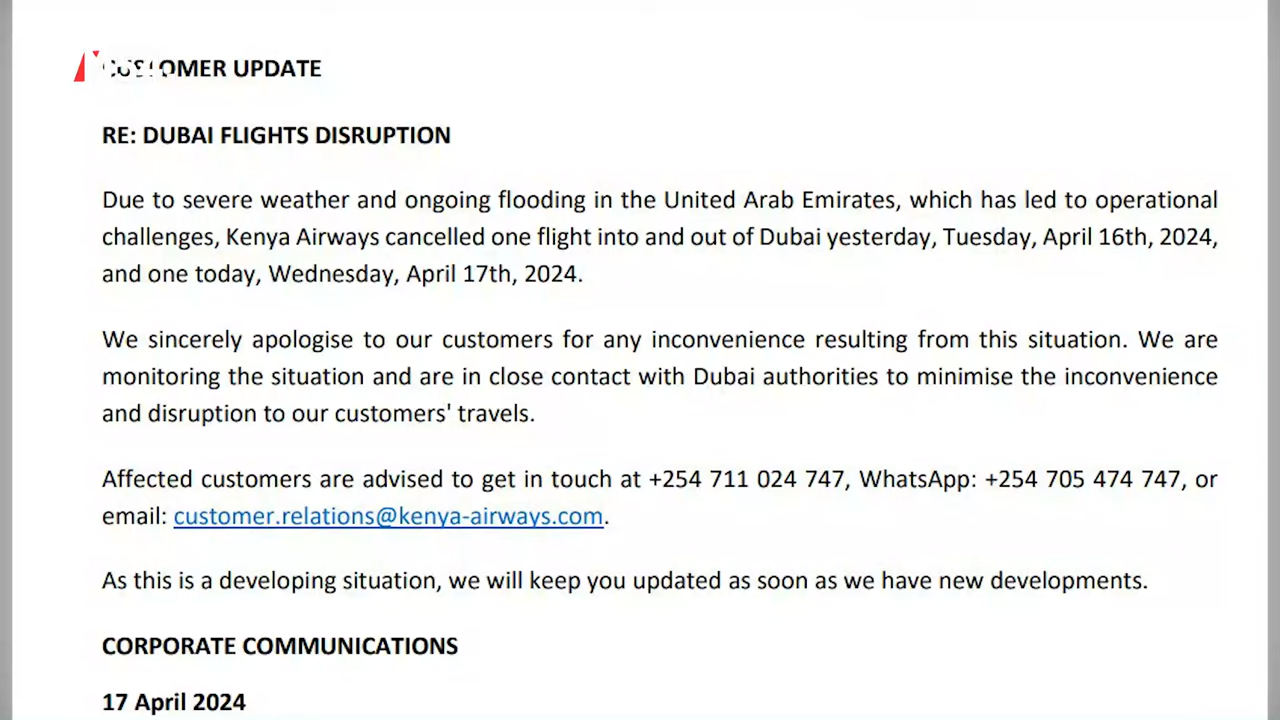 CUSTOMER UPDATE
RE: DUBAI FLIGHTS DISRUPTION
Due to severe weather and ongoing flooding in the United Arab Emirates, which has led to operational
challenges, Kenya Airways cancelled one flight into and out of Dubai yesterday, Tuesday, April 16th, 2024,
and one today, Wednesday, April 17th, 2024.
We sincerely apologise to our customers for any inconvenience resulting from this situation. We are
monitoring the situation and are in close contact with Dubai authorities to minimise the inconvenience
and disruption to our customers' travels.
Affected customers are advised to get in touch at +254 711 024 747, WhatsApp: +254 705 474 747, or
email: customer.relations@kenya-airways.com.
As this is a developing situation, we will keep you updated as soon as we have new developments.
CORPORATE COMMUNICATIONS
17 April 2024